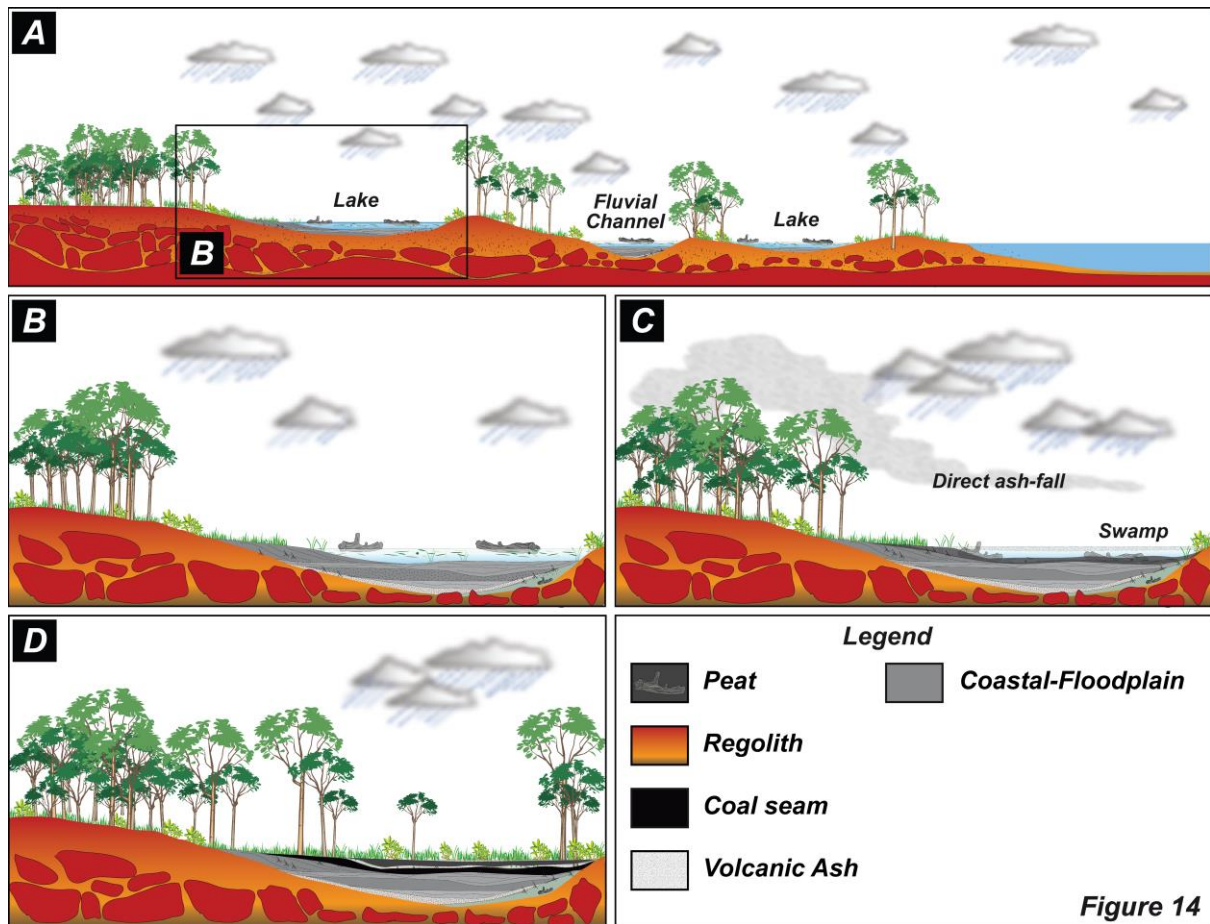 A
Lake
Fluvial
Channel
Lake
B
B
C
Direct ash-fall
Swamp
D
Legend
Peat
Coastal-Floodplain
Regolith
Coal seam
Volcanic Ash
Figure 14